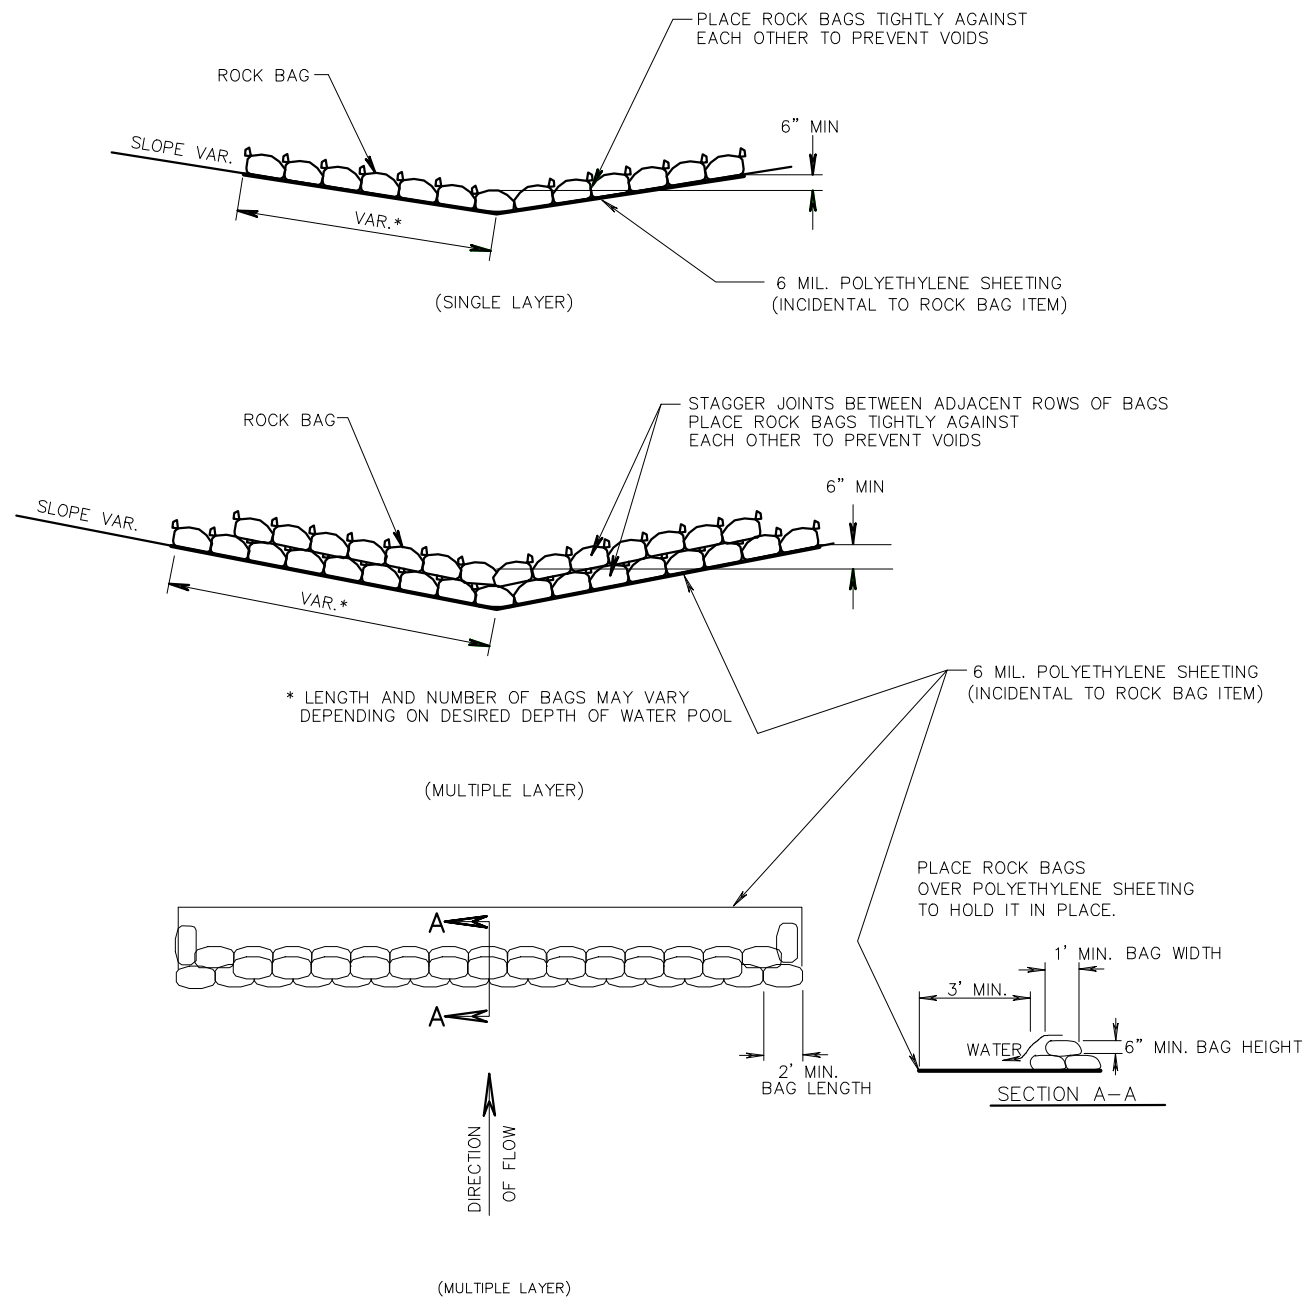 PLACE ROCK BAGS TIGHTLY AGAINST
EACH OTHER TO PREVENT VOIDS
ROCK BAG
6" MIN
SLOPE VAR.
VAR.*
6 MIL. POLYETHYLENE SHEETING
(INCIDENTAL TO ROCK BAG ITEM)
(SINGLE LAYER)
STAGGER JOINTS BETWEEN ADJACENT ROWS OF BAGS
PLACE ROCK BAGS TIGHTLY AGAINST
EACH OTHER TO PREVENT VOIDS
ROCK BAG
6" MIN
SLOPE VAR.
VAR.*
6 MIL. POLYETHYLENE SHEETING
(INCIDENTAL TO ROCK BAG ITEM)
* LENGTH AND NUMBER OF BAGS MAY VARY
DEPENDING ON DESIRED DEPTH OF WATER POOL
(MULTIPLE LAYER)
PLACE ROCK BAGS
OVER POLYETHYLENE SHEETING
TO HOLD IT IN PLACE.
A
A
1' MIN. BAG WIDTH
3' MIN.
WATER
6" MIN. BAG HEIGHT
SECTION A-A
2' MIN.
BAG LENGTH
DIRECTION
OF FLOW
(MULTIPLE LAYER)